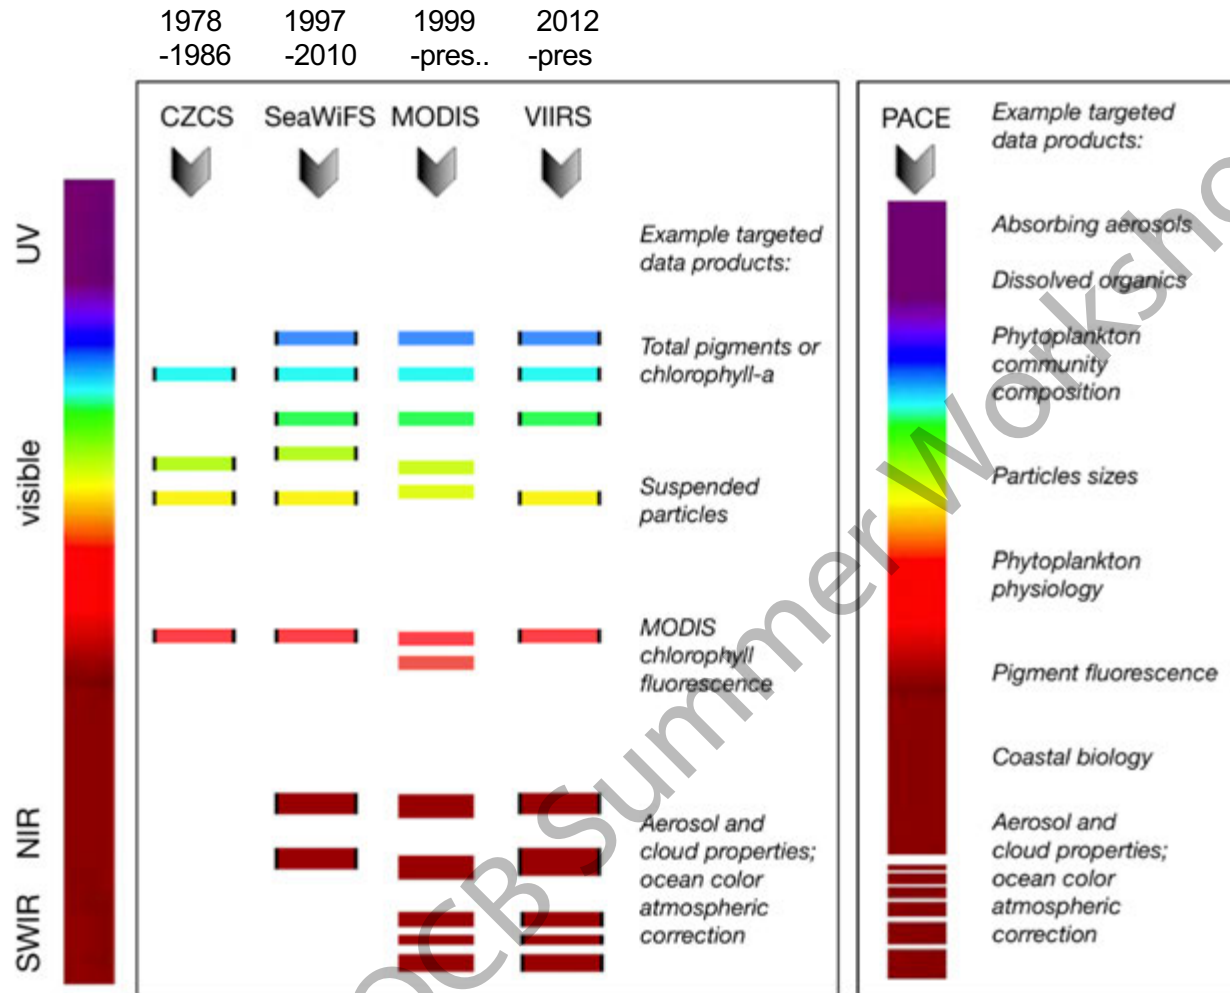 1978
-1986
1997
-2010
1999
-pres..
2012
-pres
CZCS
SeaWiFS
MODIS
VIIRS
PACE
Example targeted
data products:
UV
visible
NIR
SWIR
Example targeted
data products:
Total pigments or
chlorophyll-a
Suspended
particles
MODIS
chlorophyll
fluorescence
Aerosol and
cloud properties;
ocean color
atmospheric
correction
Absorbing aerosols
Dissolved organics
Phytoplankton
community
composition
Particles sizes
Phytoplankton
physiology
Pigment fluorescence
Coastal biology
Aerosol and
cloud properties;
ocean color
atmospheric
correction
OCB Summer